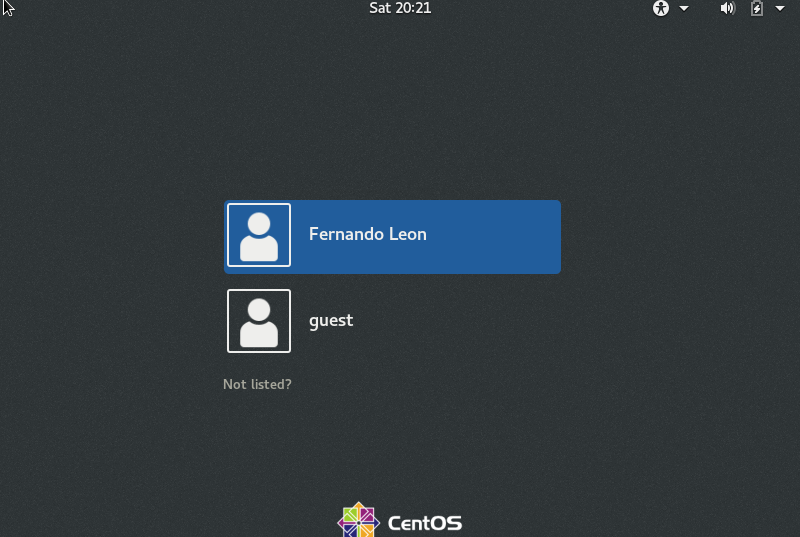 Sat 20:21
Fernando Leon
guest
Not listed?
CentOS